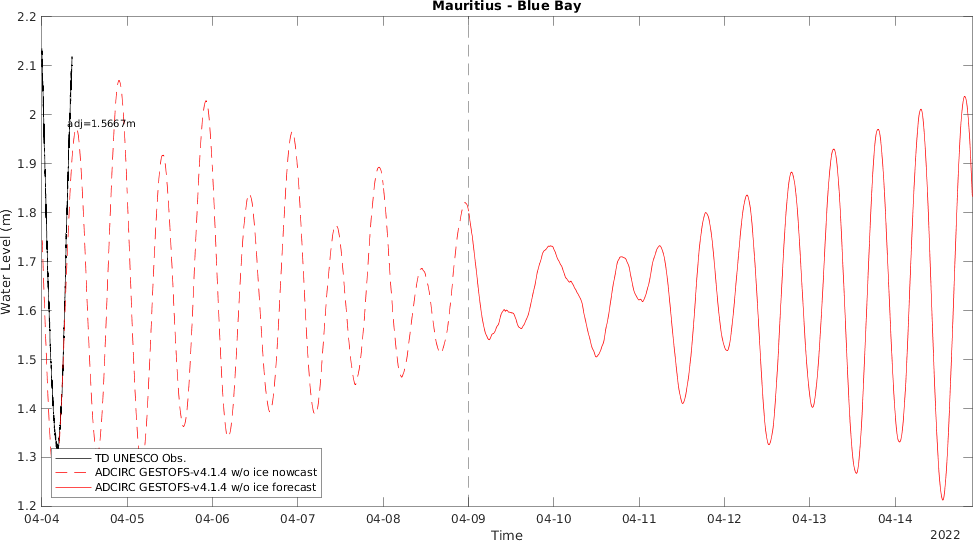 Mauritius - Blue Bay
2.2
2.1
2
1.9
1.8
1.7
1.6
1.5
1.4
1.3
1.2
Water Level (m)
adj=1.5667m
TD UNESCO Obs.
ADCIRC GESTOFS-v4.1.4 w/o ice nowcast
ADCIRC GESTOFS-v4.1.4 w/o ice forecast
04-04 04-05 04-06 04-07 04-08 04-09 04-10 04-11 04-12 04-13 04-14
Time
2022